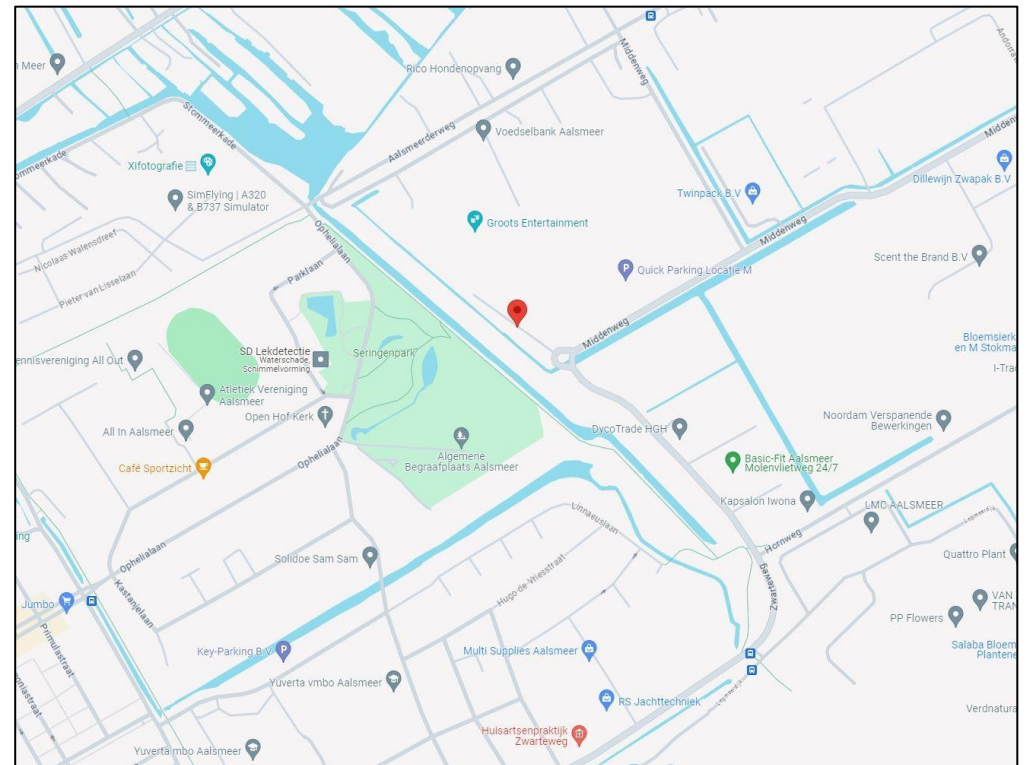 Meer
Rico Hondenopvang
Middenweg
Stommeerkade
Aalsmeerderweg
Voedselbank Aalsmeer
Xlfotografie
Twinpack B.V
Dillewijn Zwapak B.V
SimFlying | A320
& B737 Simulator
Groots Entertainment
Ophelialaan
Middenweg
Nicolaas-Walensdreef
Parklaan
Scent the Brand B.V
P
Quick Parking Locatie M
Pieter van Lisselaan
Middenweg
Bloemsierk
en M Stokma
SD Lekdetectie
Waterschade,
Schimmelvorming
Seringenpark
ennisvereniging All Out
I-Tra
Atletiek Vereniging
Aalsmeer
Open Hof Kerk
Noordam Verspanende
Bewerkingen
All In Aalsmeer
DycoTrade HGH
Algemene
Begraafplaats Aalsmeer
Ophelialaan
Café Sportzicht
Basic-Fit Aalsmeer
Molenvlietweg 24/7
Kapsalon Iwona
LMC AALSMEER
Linnaeuslaan
Hornweg
ing
Ophelialaan
Solidoe Sam Sam
Quattro Plant
Hugo-de-Vriesstraat
Zwarteweg
Kastanjelaan
VAN
TRAN
Jumbo
PP Flowers
Primulastraat
Key-Parking B.V
P
Multi Supplies Aalsmeer
Salaba Bloem
Plantene
Yuverta vmbo Aalsmeer
RS Jachttechniek
Verdnatura
Huisartsenpraktijk
Zwarteweg
Yuverta mbo Aalsmeer